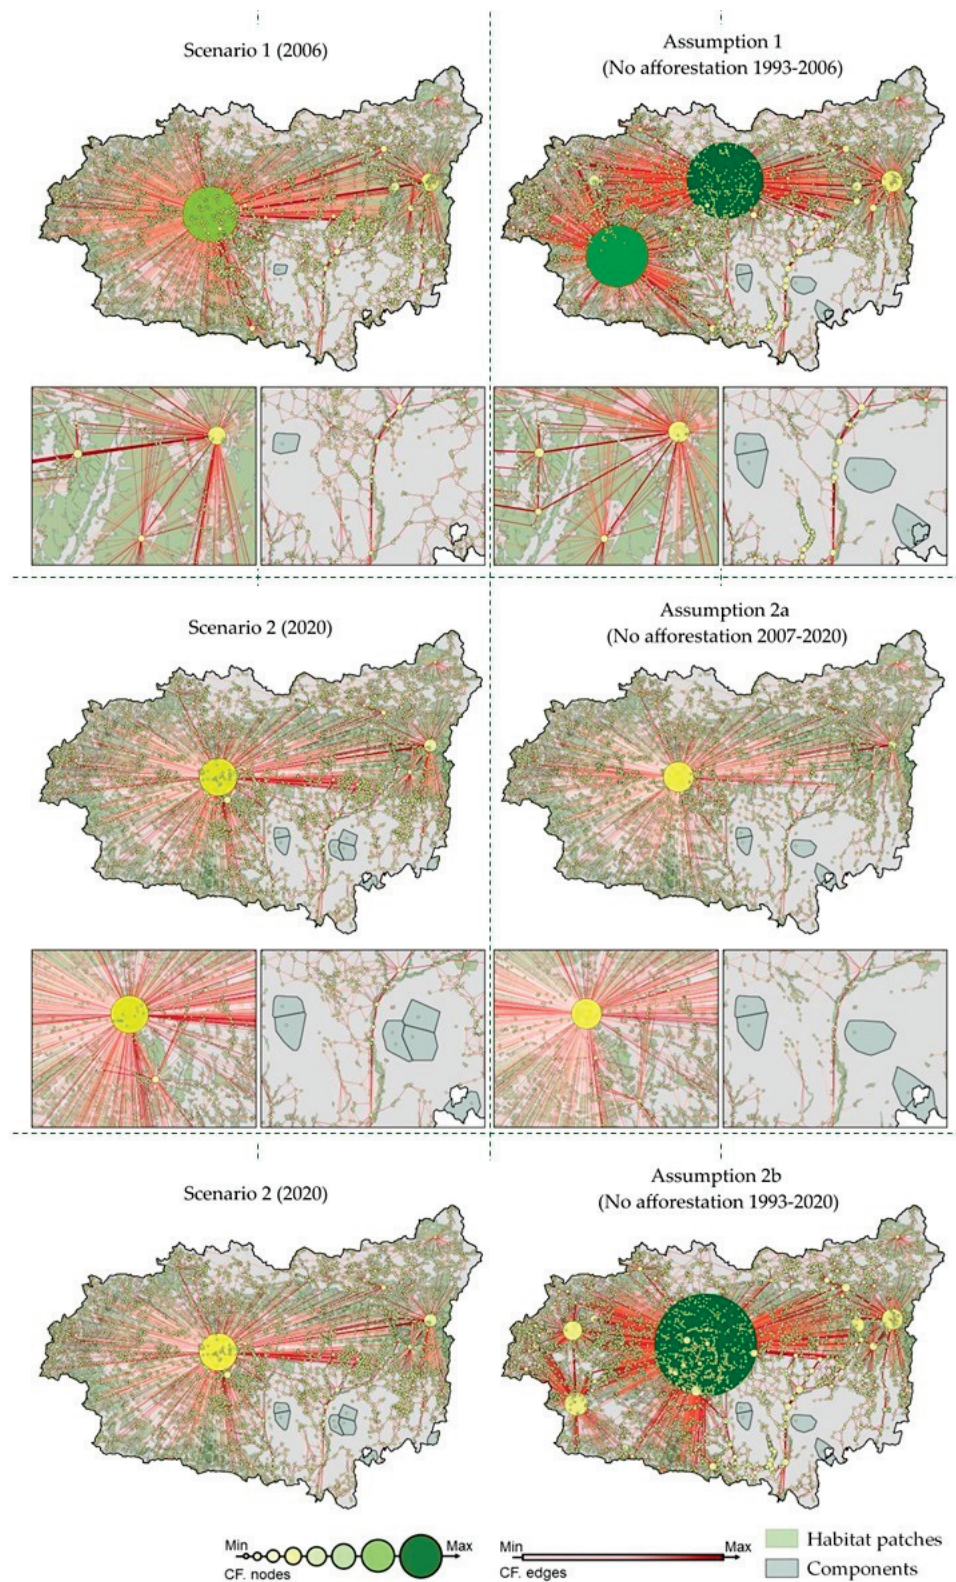 Scenario 1 (2006)
Assumption 1
(No afforestation 1993-2006)
Scenario 2 (2020)
Assumption 2a
(No afforestation 2007-2020)
Scenario 2 (2020)
Assumption 2b
(No afforestation 1993-2020)
Min Max
CF. nodes
Min Max
CF. edges
Habitat patches
Components